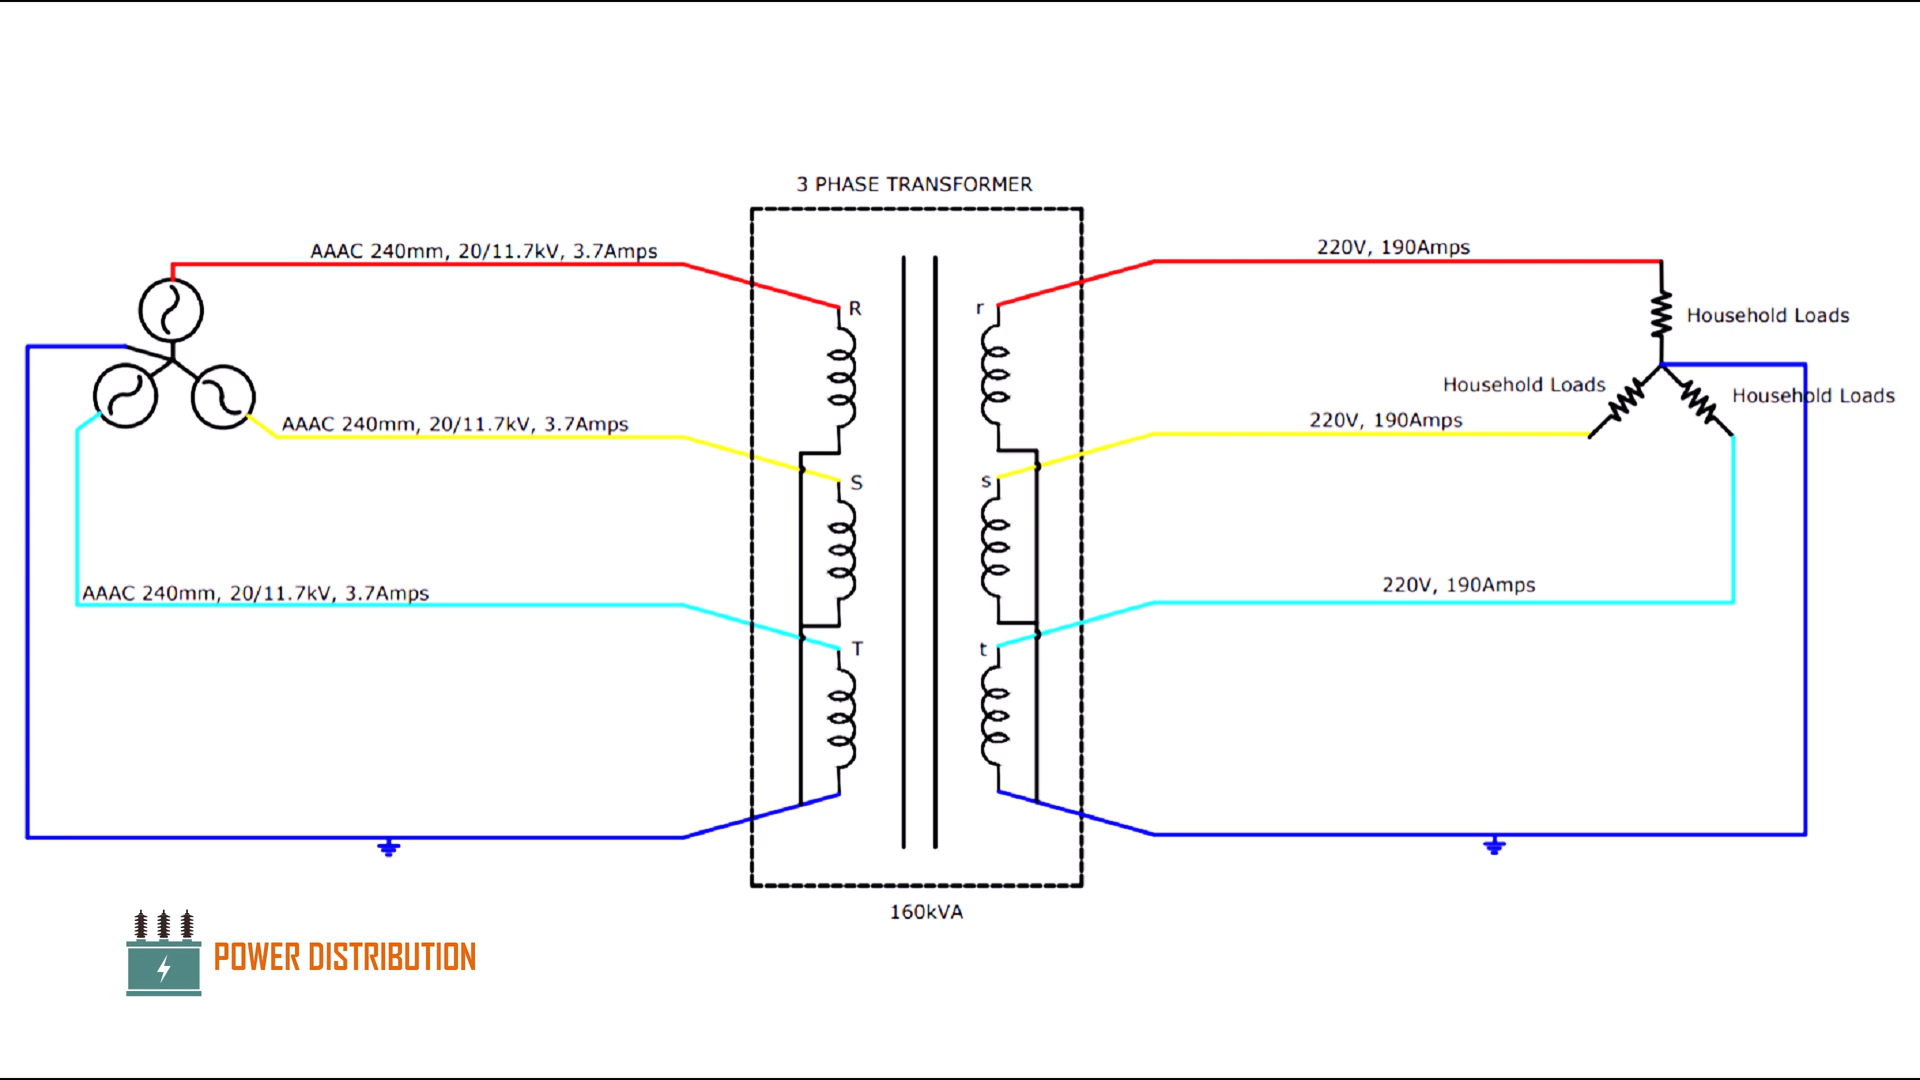 3 PHASE TRANSFORMER
AAAC 240mm, 20/11.7kV, 3.7Amps
220V, 190Amps
R
r
Household Loads
Household Loads
Household Loads
AAAC 240mm, 20/11.7kV, 3.7Amps
220V, 190Amps
S
s
AAAC 240mm, 20/11.7kV, 3.7Amps
220V, 190Amps
T
t
160kVA
POWER DISTRIBUTION